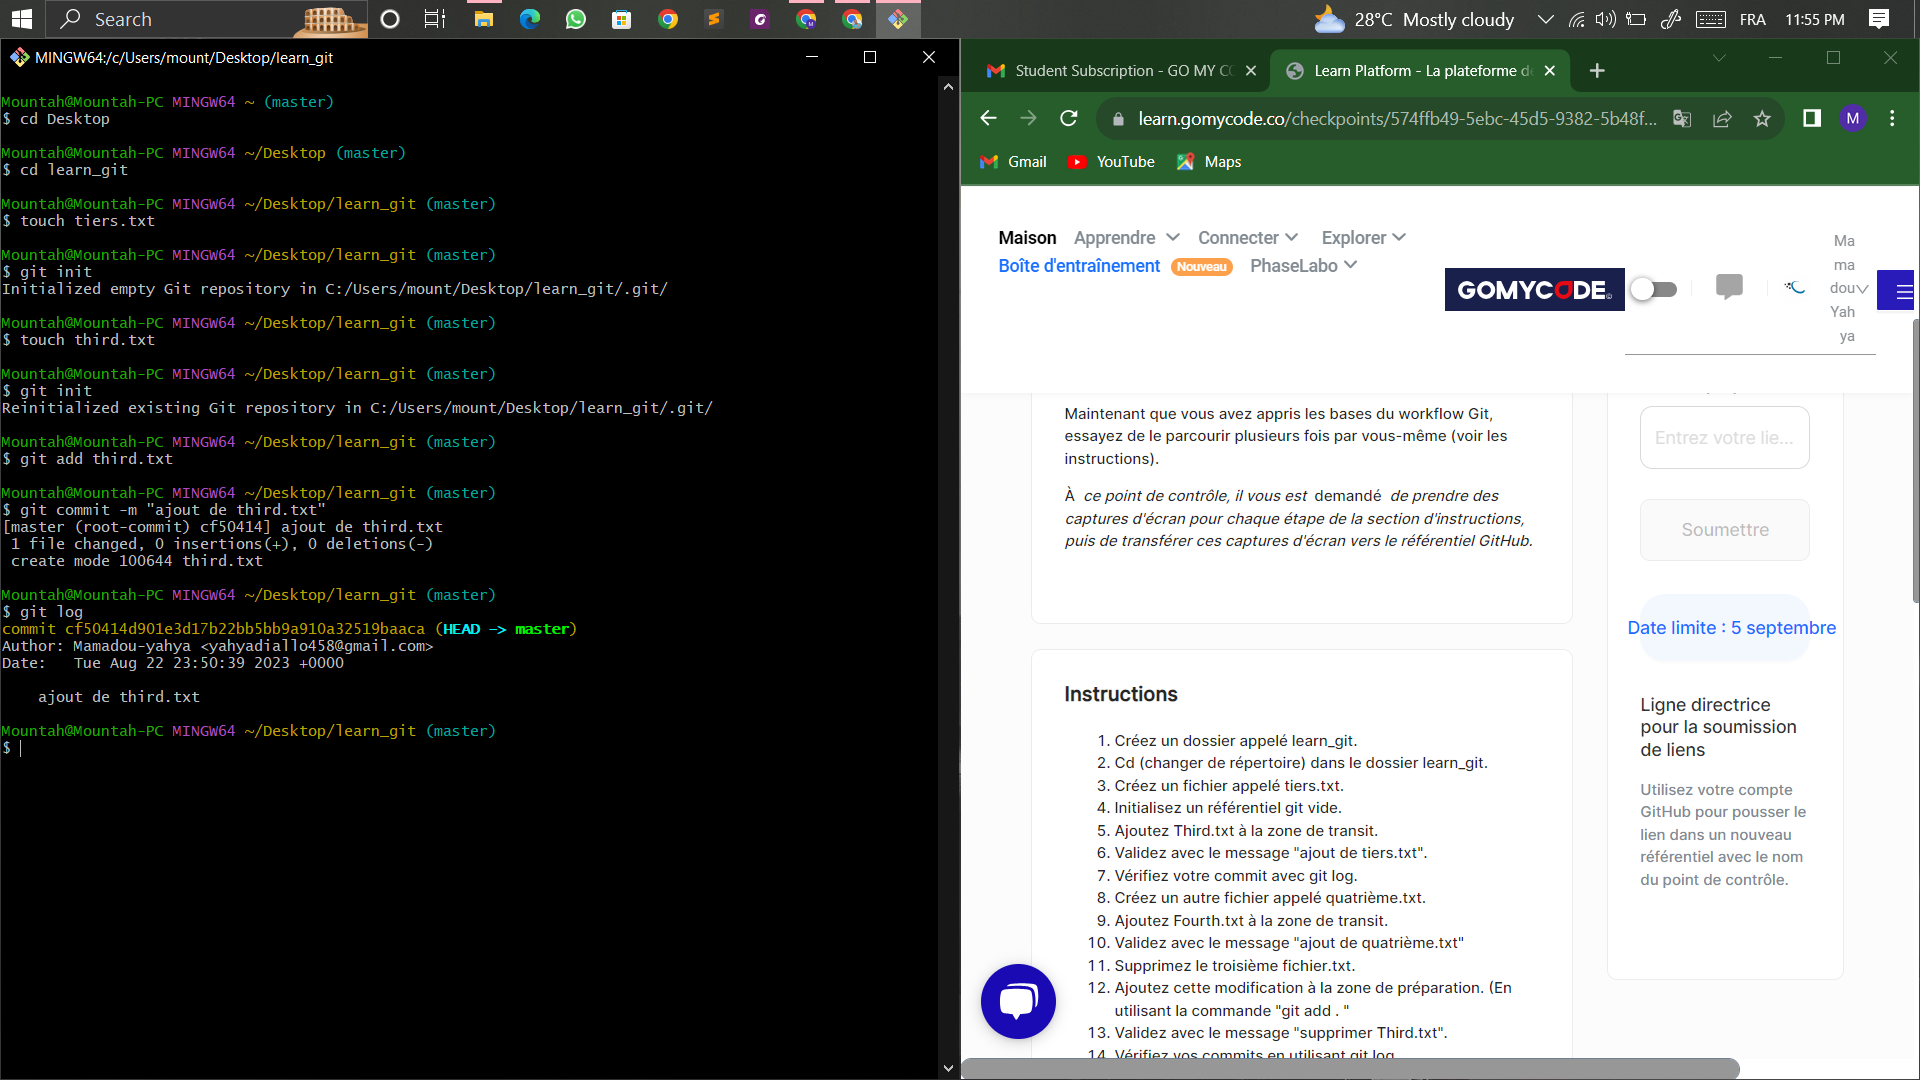 Search
28°C Mostly cloudy
FRA
11:55 PM
MINGW64:/c/Users/mount/Desktop/learn_git
Mountah@Mountah-PC MINGW64 ~ (master)
$ cd Desktop
Mountah@Mountah-PC MINGW64 ~/Desktop (master)
$ cd learn_git
Mountah@Mountah-PC MINGW64 ~/Desktop/learn_git (master)
$ touch tiers.txt
Mountah@Mountah-PC MINGW64 ~/Desktop/learn_git (master)
$ git init
Initialized empty Git repository in C:/Users/mount/Desktop/learn_git/.git/
Mountah@Mountah-PC MINGW64 ~/Desktop/learn_git (master)
$ touch third.txt
Mountah@Mountah-PC MINGW64 ~/Desktop/learn_git (master)
$ git init
Reinitialized existing Git repository in C:/Users/mount/Desktop/learn_git/.git/
Mountah@Mountah-PC MINGW64 ~/Desktop/learn_git (master)
$ git add third.txt
Mountah@Mountah-PC MINGW64 ~/Desktop/learn_git (master)
$ git commit -m "ajout de third.txt"
[master (root-commit) cf50414] ajout de third.txt
1 file changed, 0 insertions(+), 0 deletions(-)
create mode 100644 third.txt
Mountah@Mountah-PC MINGW64 ~/Desktop/learn_git (master)
$ git log
commit cf50414d901e3d17b22bb5bb9a910a32519baaca (HEAD -> master)
Author: Mamadou-yahya <yahyadiallo458@gmail.com>
Date: Tue Aug 22 23:50:39 2023 +0000
ajout de third.txt
Mountah@Mountah-PC MINGW64 ~/Desktop/learn_git (master)
$
Student Subscription - GO MY CO
Learn Platform - La plateforme de
learn.gomycode.co/checkpoints/574ffb49-5ebc-45d5-9382-5b48f...
M
Gmail YouTube Maps
Maison Apprendre Connecter Explorer
Boîte d'entraînement Nouveau PhaseLabo
GOMYCODE
Ma
ma
dou
Yah
ya
Maintenant que vous avez appris les bases du workflow Git,
essayez de le parcourir plusieurs fois par vous-même (voir les
instructions).
À ce point de contrôle, il vous est demandé de prendre des
captures d'écran pour chaque étape de la section d'instructions,
puis de transférer ces captures d'écran vers le référentiel GitHub.
Instructions
1. Créez un dossier appelé learn_git.
2. Cd (changer de répertoire) dans le dossier learn_git.
3. Créez un fichier appelé tiers.txt.
4. Initialisez un référentiel git vide.
5. Ajoutez Third.txt à la zone de transit.
6. Validez avec le message "ajout de tiers.txt".
7. Vérifiez votre commit avec git log.
8. Créez un autre fichier appelé quatrième.txt.
9. Ajoutez Fourth.txt à la zone de transit.
10. Validez avec le message "ajout de quatrième.txt"
11. Supprimez le troisième fichier.txt.
12. Ajoutez cette modification à la zone de préparation. (En
utilisant la commande "git add . "
13. Validez avec le message "supprimer Third.txt".
14. Vérifiez vos commits en utilisant git log
Entrez votre lie...
Soumettre
Date limite : 5 septembre
Ligne directrice
pour la soumission
de liens
Utilisez votre compte
GitHub pour pousser le
lien dans un nouveau
référentiel avec le nom
du point de contrôle.